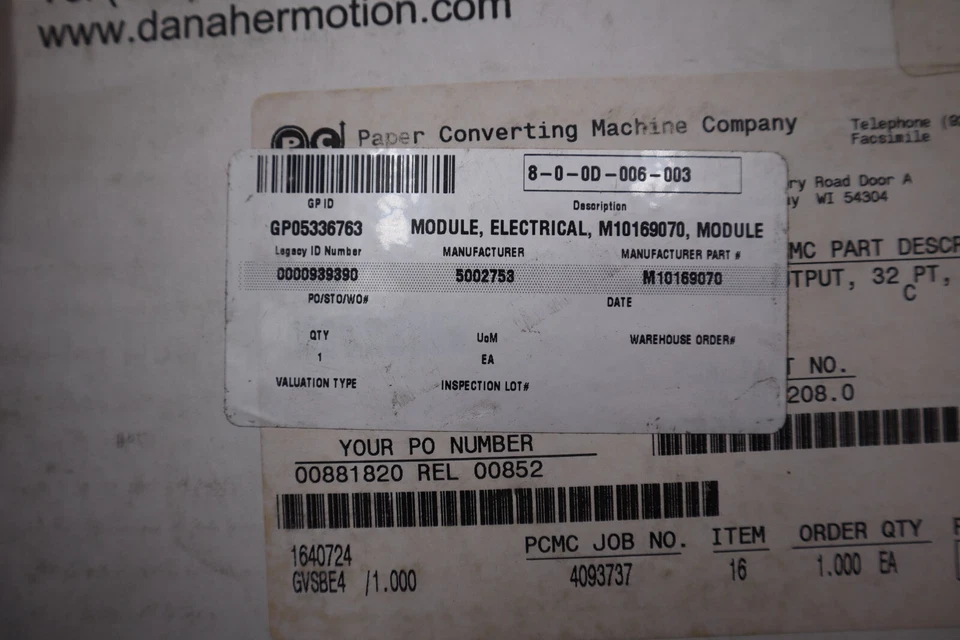 www.danahermotion.com
PC
Paper Converting Machine Company
Telephone
Facsimile
8-0-0D-006-003
GP ID
Description
GP05336763
MODULE, ELECTRICAL, M10169070, MODULE
Legacy ID Number
MANUFACTURER
MANUFACTURER PART #
0000939390
5002753
M10169070
PO/STO/WO#
DATE
QTY
UoM
WAREHOUSE ORDER#
1
EA
VALUATION TYPE
INSPECTION LOT#
Road Door A
WI 54304
MC PART DESCR
TPUT, 32 PT,
C
T NO.
208.0
YOUR PO NUMBER
00881820 REL 00852
1640724
GVSBE4 /1.000
PCMC JOB NO.
ITEM
ORDER QTY
4093737
16
1.000 EA